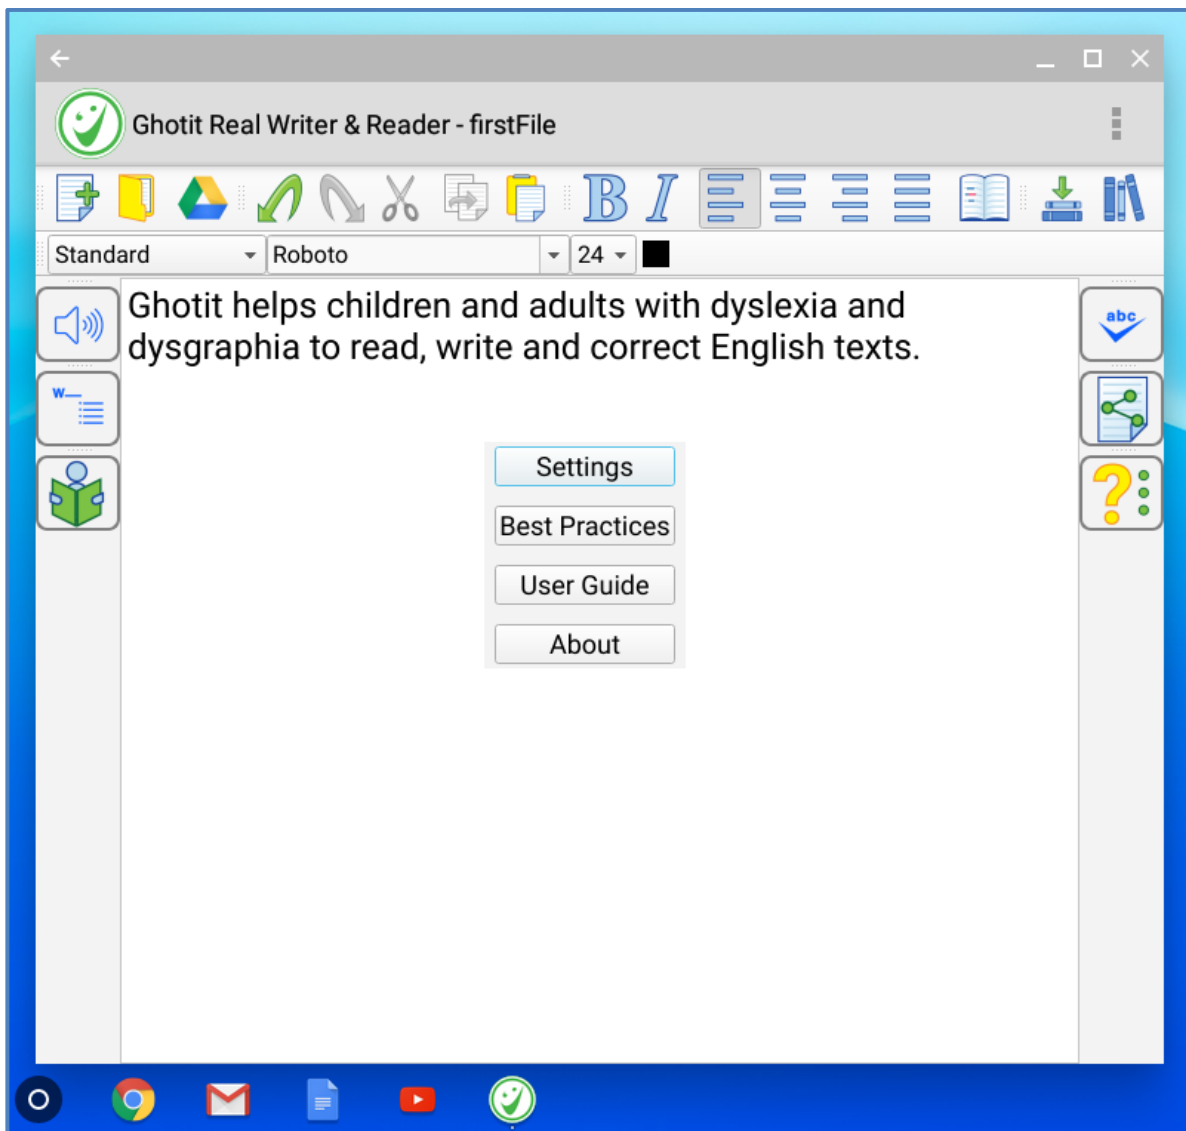 Ghotit Real Writer & Reader - firstFile
B I
Standard Roboto 24
Ghotit helps children and adults with dyslexia and
dysgraphia to read, write and correct English texts.
abc
W
Settings
Best Practices
User Guide
About